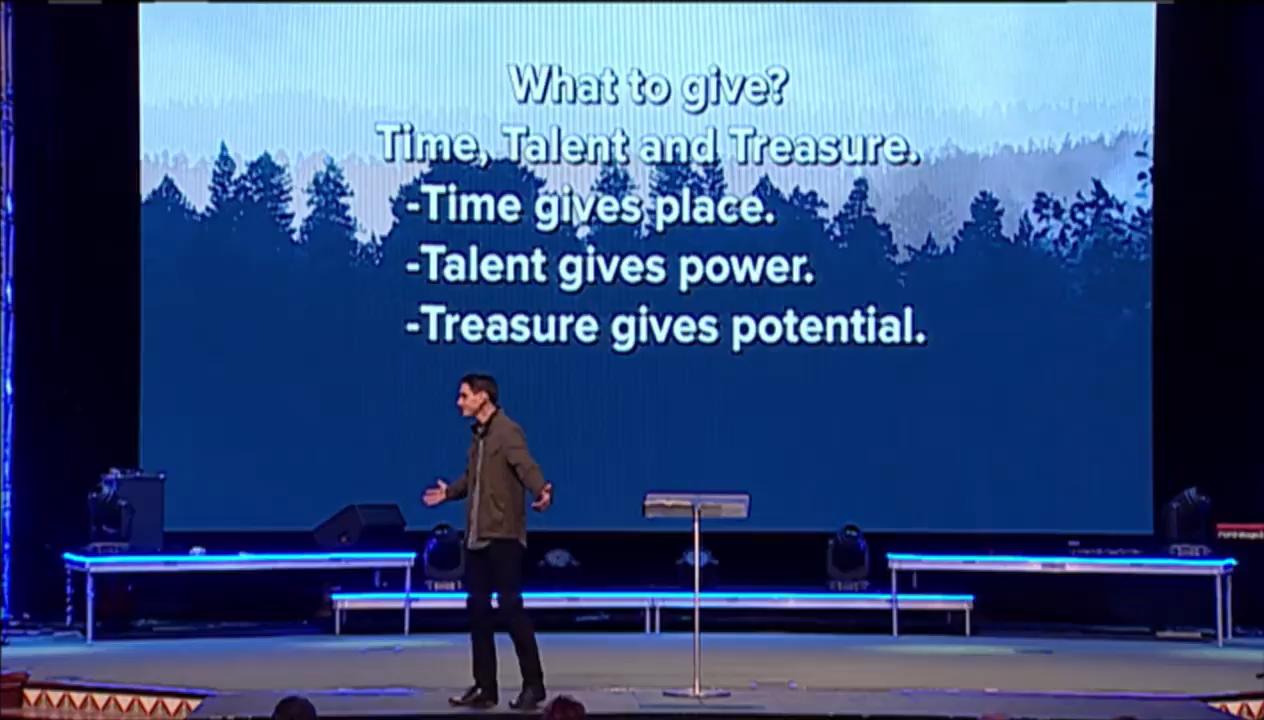 What to give?
Time, Talent and Treasure.
-Time gives place.
-Talent gives power.
-Treasure gives potential.